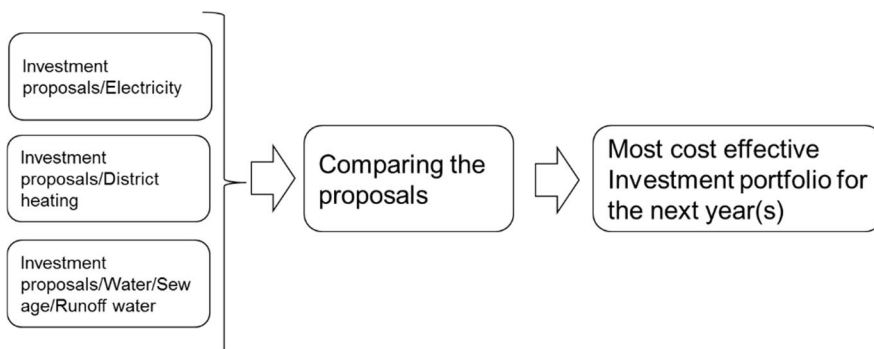 Investment
proposals/Electricity
Investment
proposals/District
heating
Investment
proposals/Water/Sew
age/Runoff water
Comparing the
proposals
Most cost effective
Investment portfolio for
the next year(s)